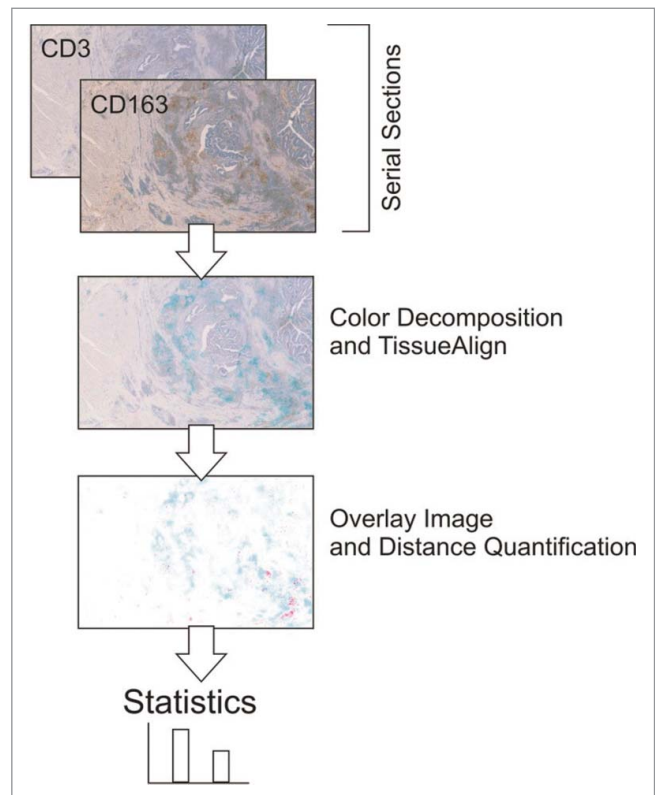 CD3
CD163
Serial Sections
Color Decomposition
and TissueAlign
Overlay Image
and Distance Quantification
Statistics